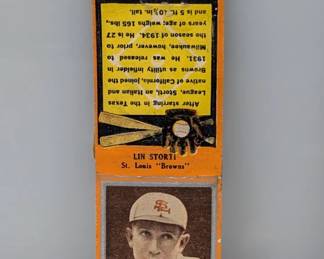 After starring in the Texas
League, Storti, an Italian and
native of California, joined the
Browns as utility infielder in
1931. He was released to
Milwaukee, however, prior to
the season of 1934. He is 27
years of age; weighs 165 lbs.,
and is 5 ft. 10½ in. tall.
LIN STORTI
St. Louis "Browns"
StL